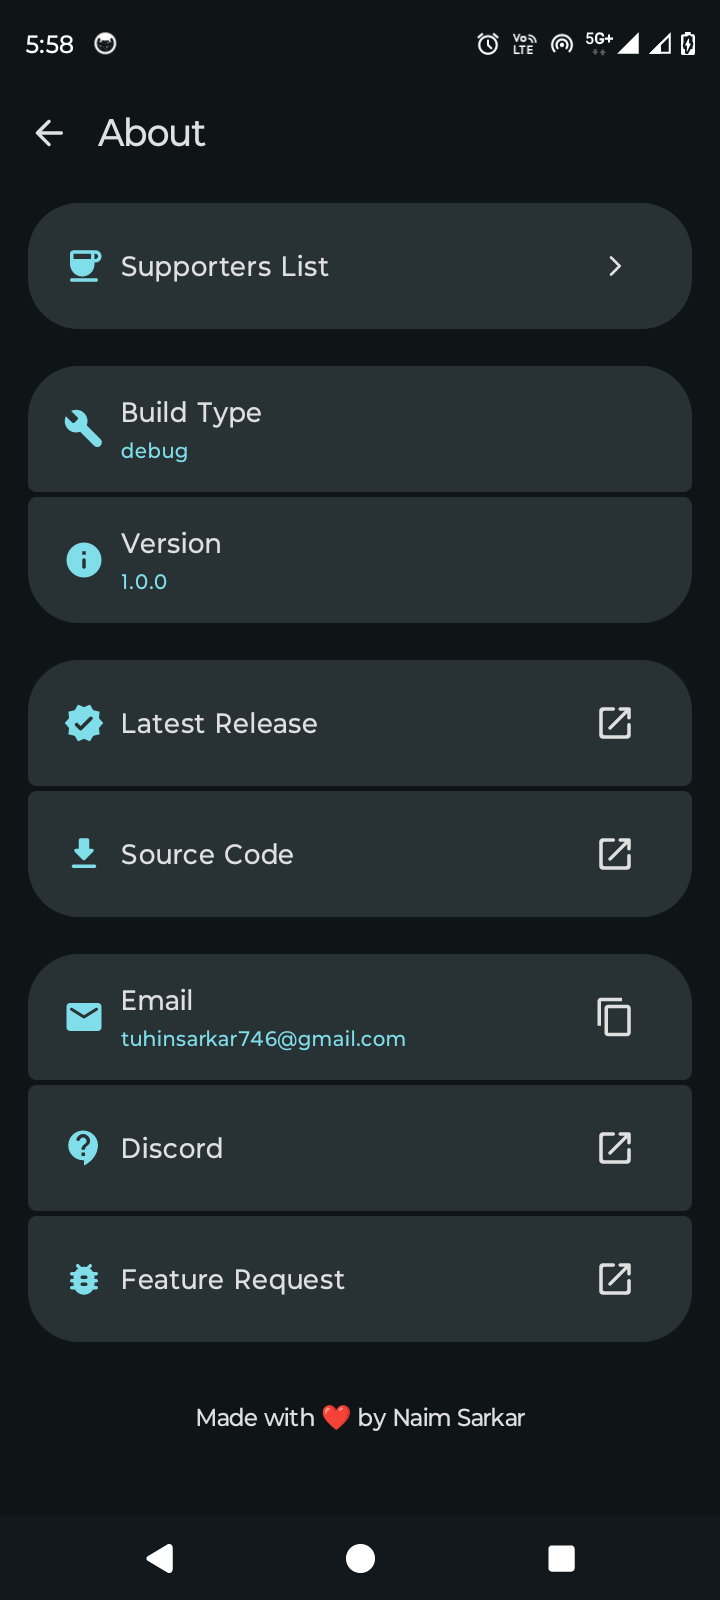 5:58
Vo LTE 5G+
About
Supporters List
Build Type
debug
Version
1.0.0
Latest Release
Source Code
Email
tuhinsarkar746@gmail.com
Discord
Feature Request
Made with ❤️ by Naim Sarkar